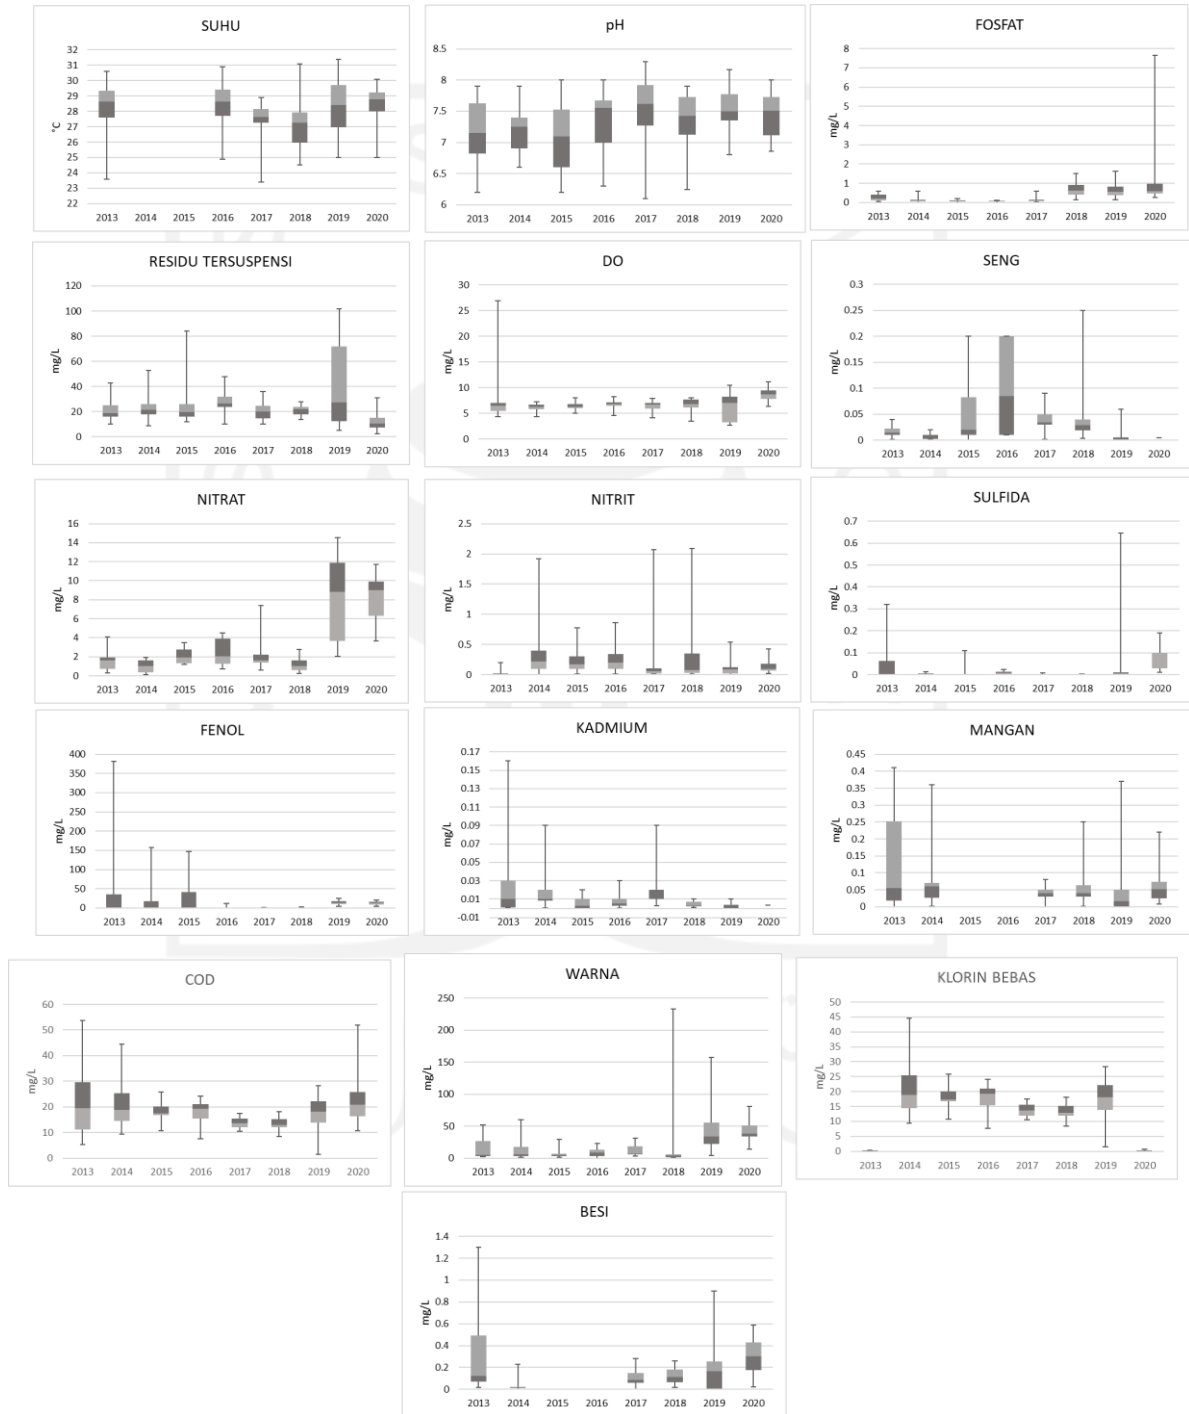 SUHU
32
31
30
29
28
27
26
25
24
23
22
°C
2013 2014 2015 2016 2017 2018 2019 2020
pH
8.5
8
7.5
7
6.5
6
2013 2014 2015 2016 2017 2018 2019 2020
FOSFAT
8
7
6
5
4
3
2
1
0
mg/L
2013 2014 2015 2016 2017 2018 2019 2020
RESIDU TERSUSPENSI
120
100
80
60
40
20
0
mg/L
2013 2014 2015 2016 2017 2018 2019 2020
DO
30
25
20
15
10
5
0
mg/L
2013 2014 2015 2016 2017 2018 2019 2020
SENG
0.3
0.25
0.2
0.15
0.1
0.05
0
mg/L
2013 2014 2015 2016 2017 2018 2019 2020
NITRAT
16
14
12
10
8
6
4
2
0
mg/L
2013 2014 2015 2016 2017 2018 2019 2020
NITRIT
2.5
2
1.5
1
0.5
0
mg/L
2013 2014 2015 2016 2017 2018 2019 2020
SULFIDA
0.7
0.6
0.5
0.4
0.3
0.2
0.1
0
mg/L
2013 2014 2015 2016 2017 2018 2019 2020
FENOL
400
350
300
250
200
150
100
50
0
mg/L
2013 2014 2015 2016 2017 2018 2019 2020
KADMIUM
0.17
0.15
0.13
0.11
0.09
0.07
0.05
0.03
0.01
-0.01
mg/L
2013 2014 2015 2016 2017 2018 2019 2020
MANGAN
0.45
0.4
0.35
0.3
0.25
0.2
0.15
0.1
0.05
0
mg/L
2013 2014 2015 2016 2017 2018 2019 2020
COD
60
50
40
30
20
10
0
mg/L
2013 2014 2015 2016 2017 2018 2019 2020
WARNA
250
200
150
100
50
0
mg/L
2013 2014 2015 2016 2017 2018 2019 2020
KLORIN BEBAS
50
45
40
35
30
25
20
15
10
5
0
mg/L
2013 2014 2015 2016 2017 2018 2019 2020
BESI
1.4
1.2
1
0.8
0.6
0.4
0.2
0
mg/L
2013 2014 2015 2016 2017 2018 2019 2020